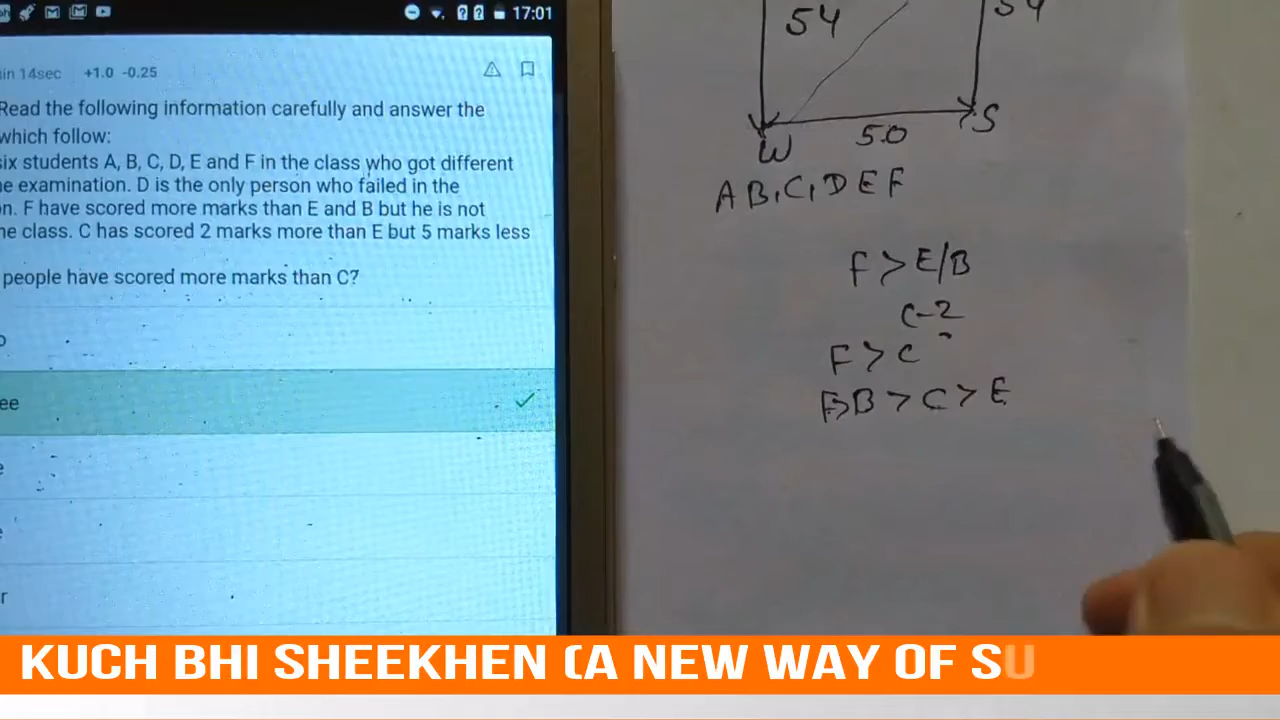 17:01
in 14sec +1.0 -0.25
Read the following information carefully and answer the
which follow:
six students A, B, C, D, E and F in the class who got different
e examination. D is the only person who failed in the
on. F have scored more marks than E and B but he is not
he class. C has scored 2 marks more than E but 5 marks less
people have scored more marks than C?
o
ee
e
e
r
54
54
W
50
S
A B, C, D E F
F > E/B
C-2
F > C
F>B > C > E
KUCH BHI SHEEKHEN (A NEW WAY OF SU